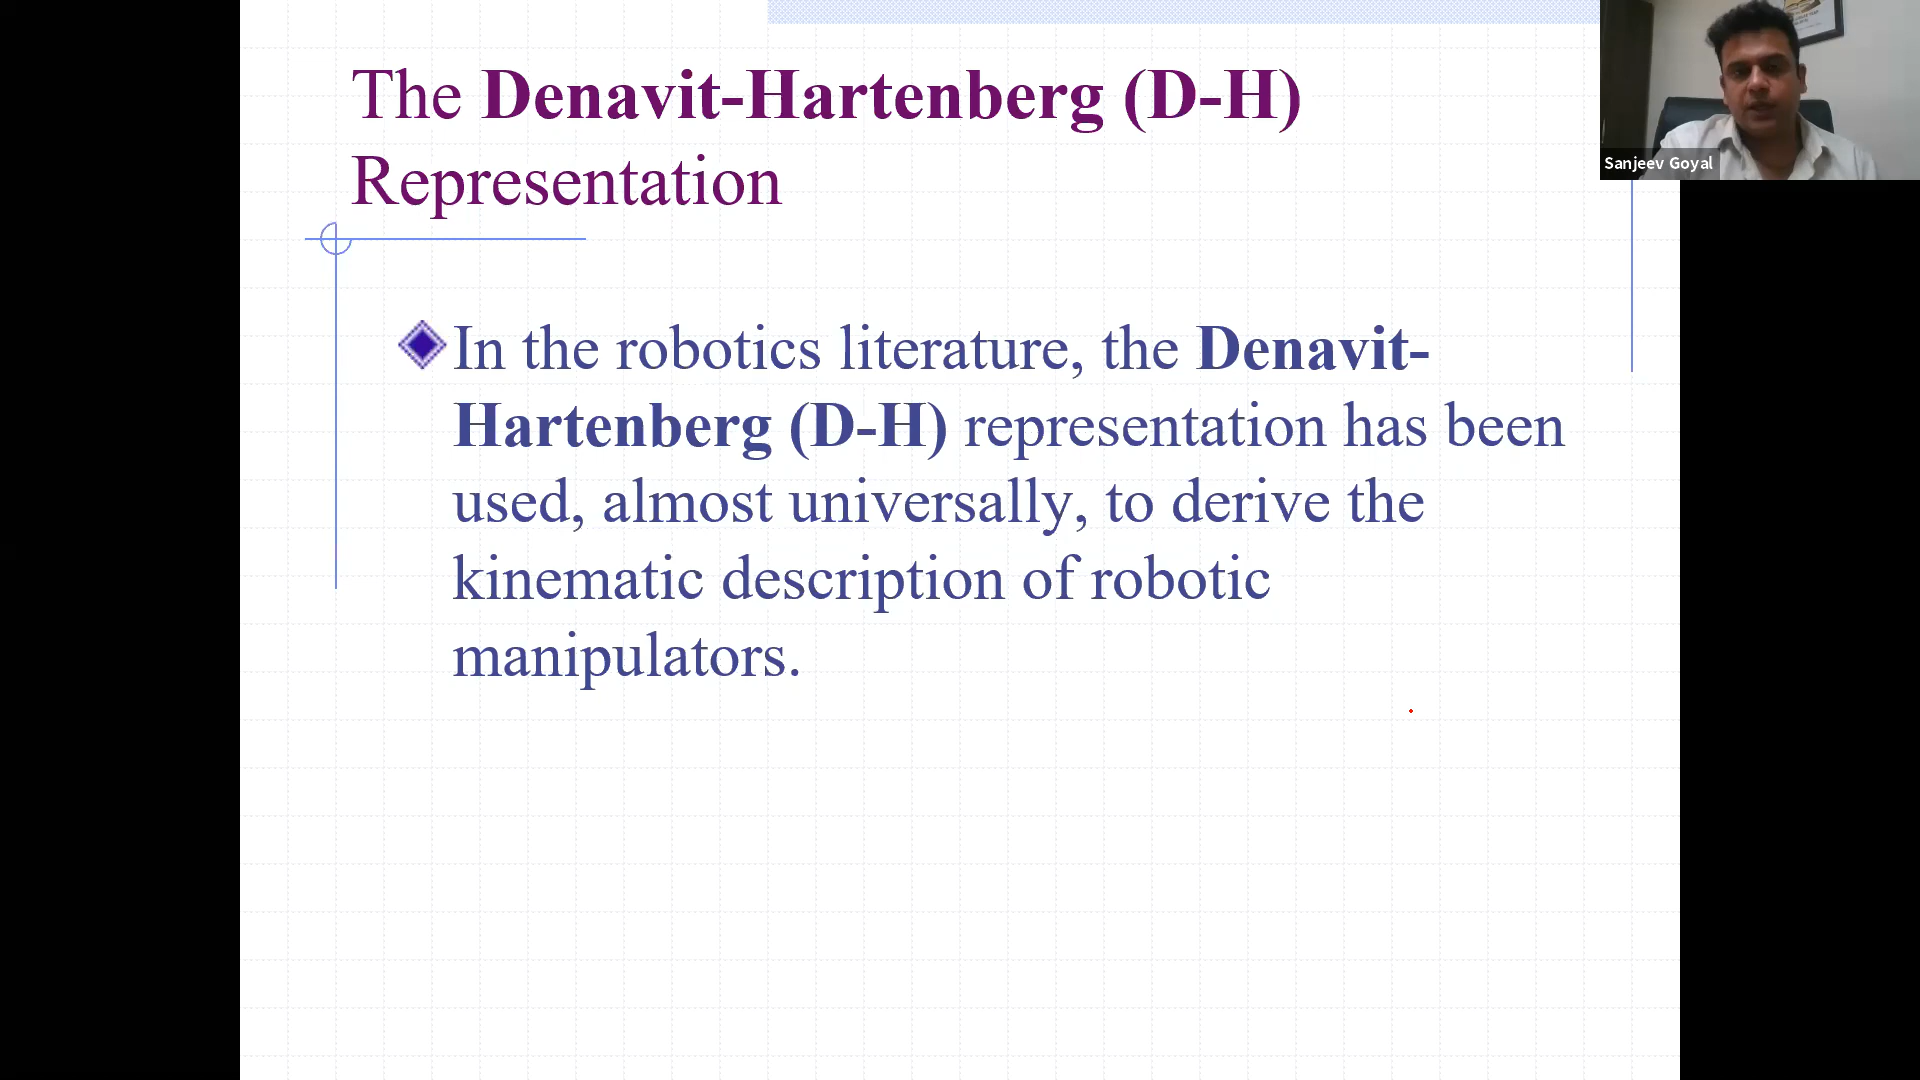 The Denavit-Hartenberg (D-H)
Representation
In the robotics literature, the Denavit-
Hartenberg (D-H) representation has been
used, almost universally, to derive the
kinematic description of robotic
manipulators.
Sanjeev Goyal